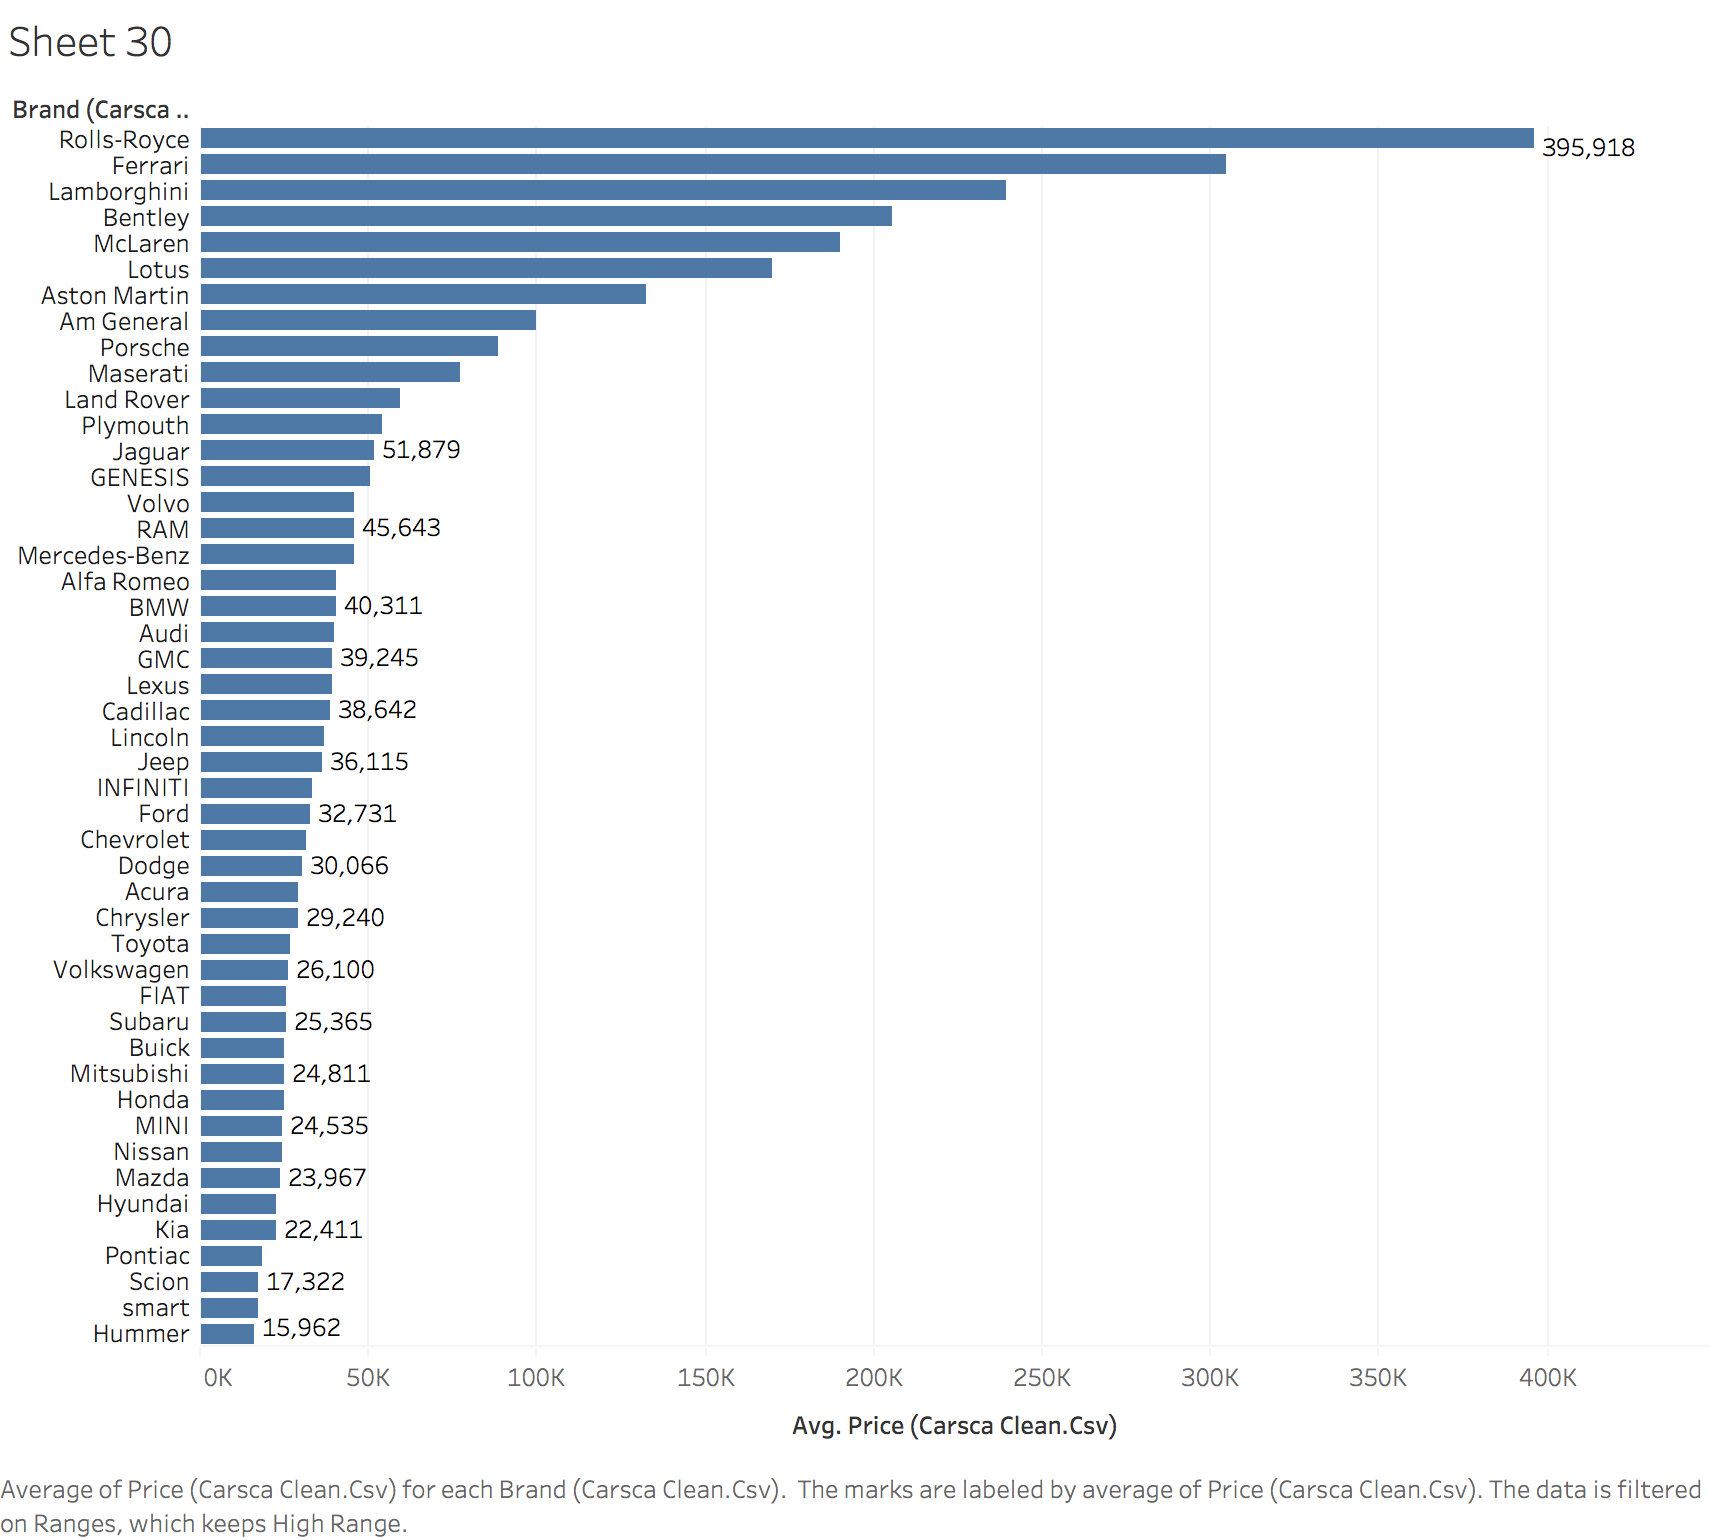 Sheet 30
Brand (Carsca ..
Rolls-Royce 395,918
Ferrari
Lamborghini
Bentley
McLaren
Lotus
Aston Martin
Am General
Porsche
Maserati
Land Rover
Plymouth
Jaguar 51,879
GENESIS
Volvo
RAM 45,643
Mercedes-Benz
Alfa Romeo
BMW 40,311
Audi
GMC 39,245
Lexus
Cadillac 38,642
Lincoln
Jeep 36,115
INFINITI
Ford 32,731
Chevrolet
Dodge 30,066
Acura
Chrysler 29,240
Toyota
Volkswagen 26,100
FIAT
Subaru 25,365
Buick
Mitsubishi 24,811
Honda
MINI 24,535
Nissan
Mazda 23,967
Hyundai
Kia 22,411
Pontiac
Scion 17,322
smart
Hummer 15,962
0K 50K 100K 150K 200K 250K 300K 350K 400K
Avg. Price (Carsca Clean.Csv)
Average of Price (Carsca Clean.Csv) for each Brand (Carsca Clean.Csv).  The marks are labeled by average of Price (Carsca Clean.Csv). The data is filtered
on Ranges, which keeps High Range.